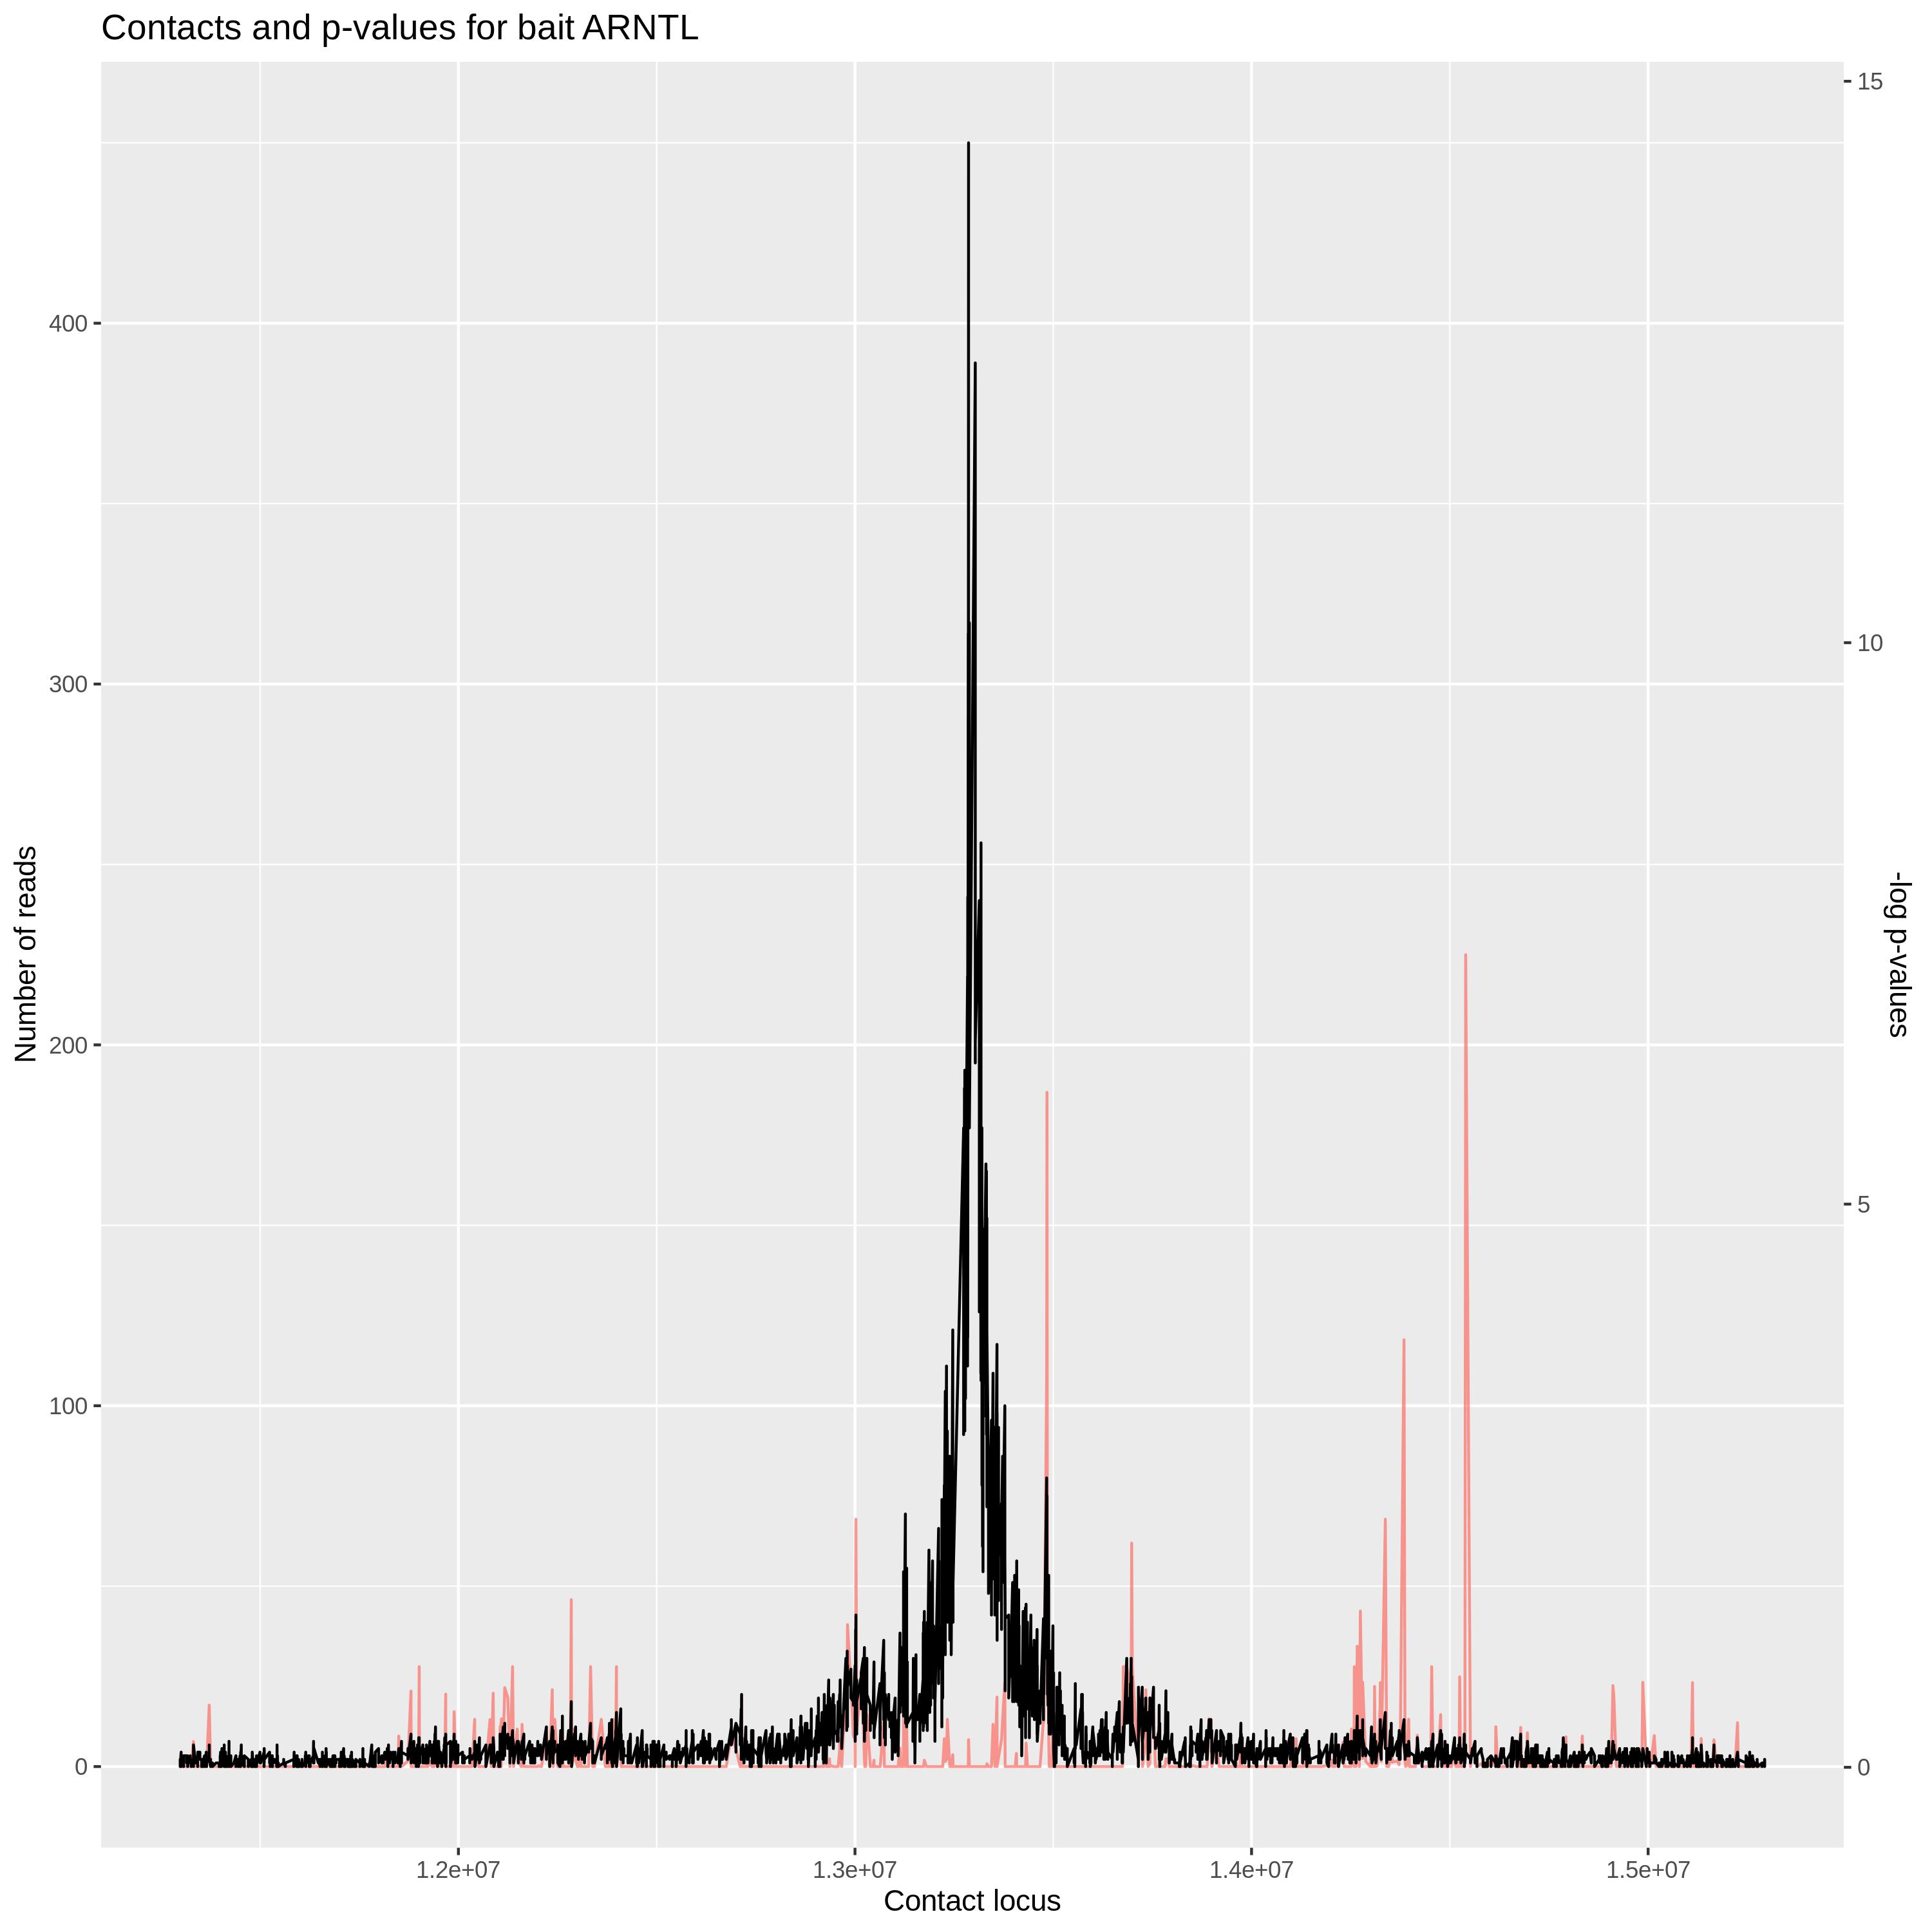 Contacts and p-values for bait ARNTL
Number of reads
400
300
200
100
0
15
10
5
0
-log p-values
1.2e+07
1.3e+07
1.4e+07
1.5e+07
Contact locus